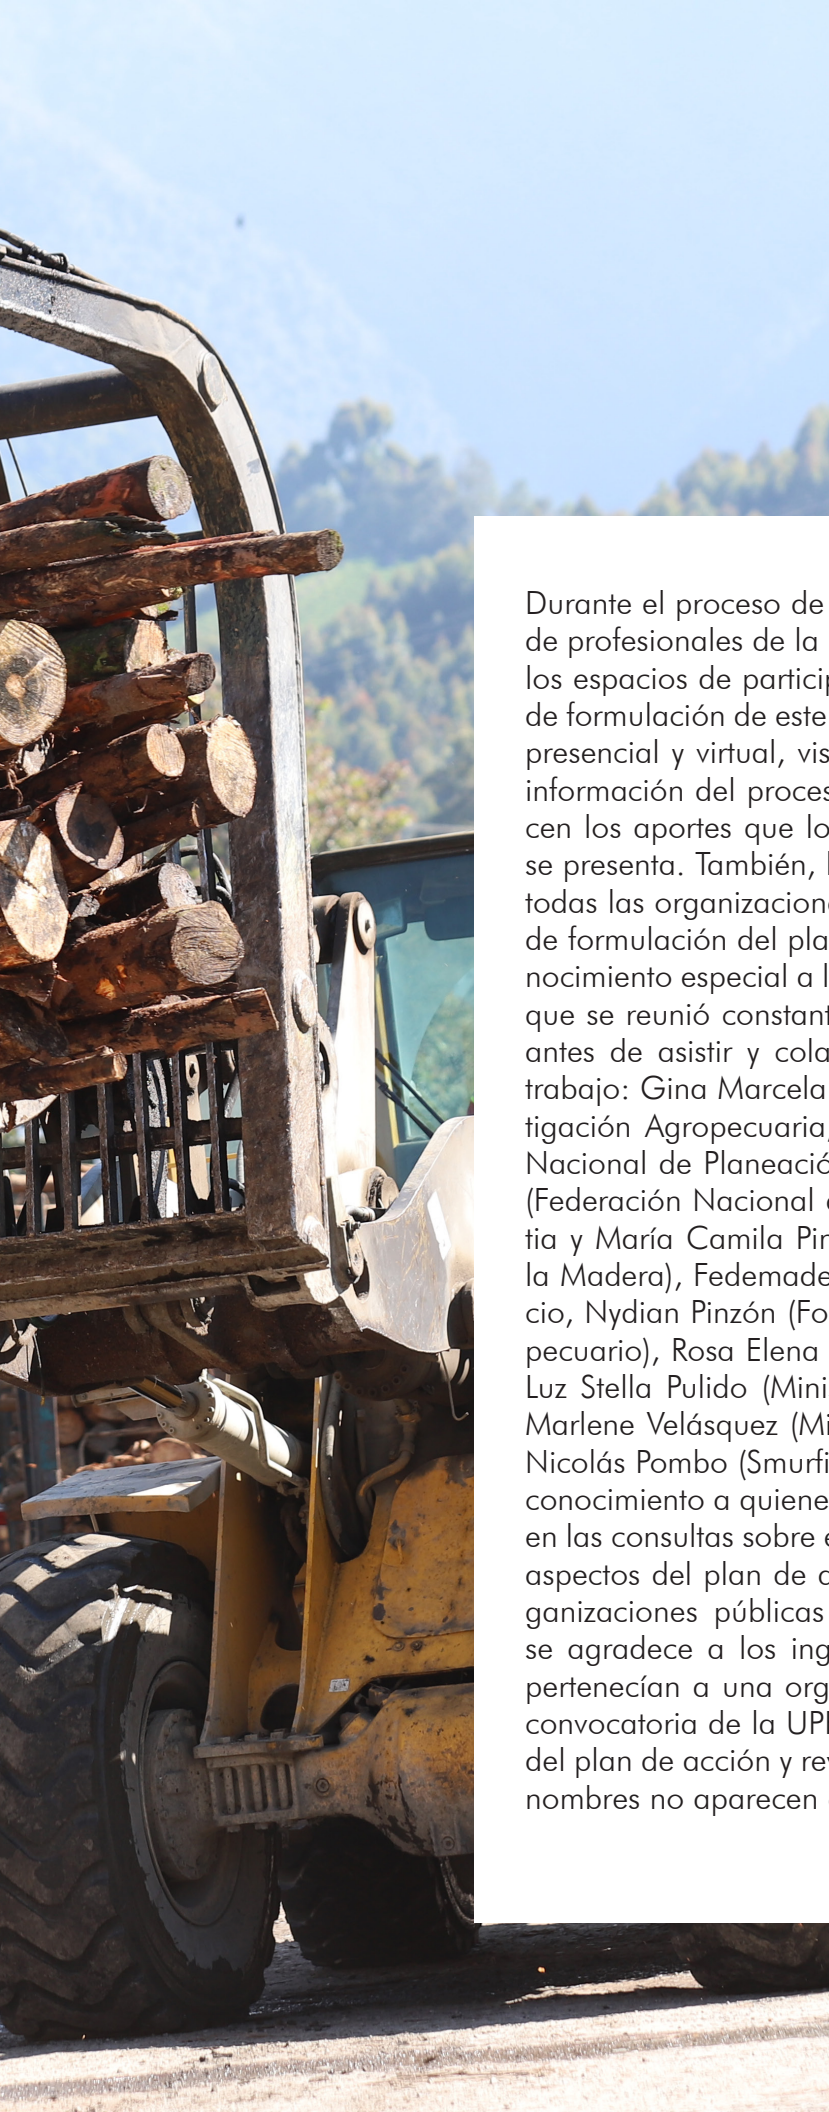 Durante el proceso de
de profesionales de la
los espacios de particip
de formulación de este
presencial y virtual, vis
información del proces
cen los aportes que lo
se presenta. También,
todas las organizacion
de formulación del pla
nocimiento especial a l
que se reunió constant
antes de asistir y cola
trabajo: Gina Marcela
tigación Agropecuaria,
Nacional de Planeació
(Federación Nacional
tia y María Camila Pin
la Madera), Federmade
cio, Nydian Pinzón (Fo
pecuario), Rosa Elena
Luz Stella Pulido (Mini
Marlene Velásquez (Mi
Nicolás Pombo (Smurfi
conocimiento a quiene
en las consultas sobre e
aspectos del plan de
ganizaciones públicas
se agradece a los ing
pertenecían a una org
convocatoria de la UP
del plan de acción y re
nombres no aparecen